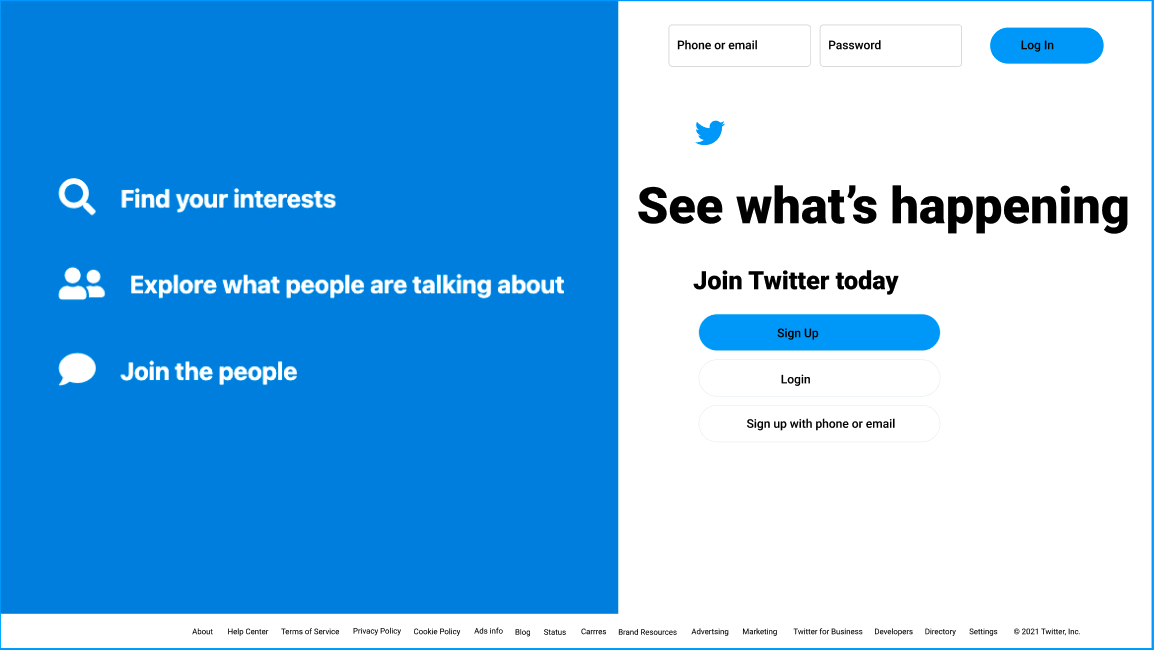 Phone or email
Password
Log In
Find your interests
Explore what people are talking about
Join the people
See what’s happening
Join Twitter today
Sign Up
Login
Sign up with phone or email
About Help Center Terms of Service Privacy Policy Cookie Policy Ads info Blog Status Carrres Brand Resources Advertsing Marketing Twitter for Business Developers Directory Settings © 2021 Twitter, Inc.